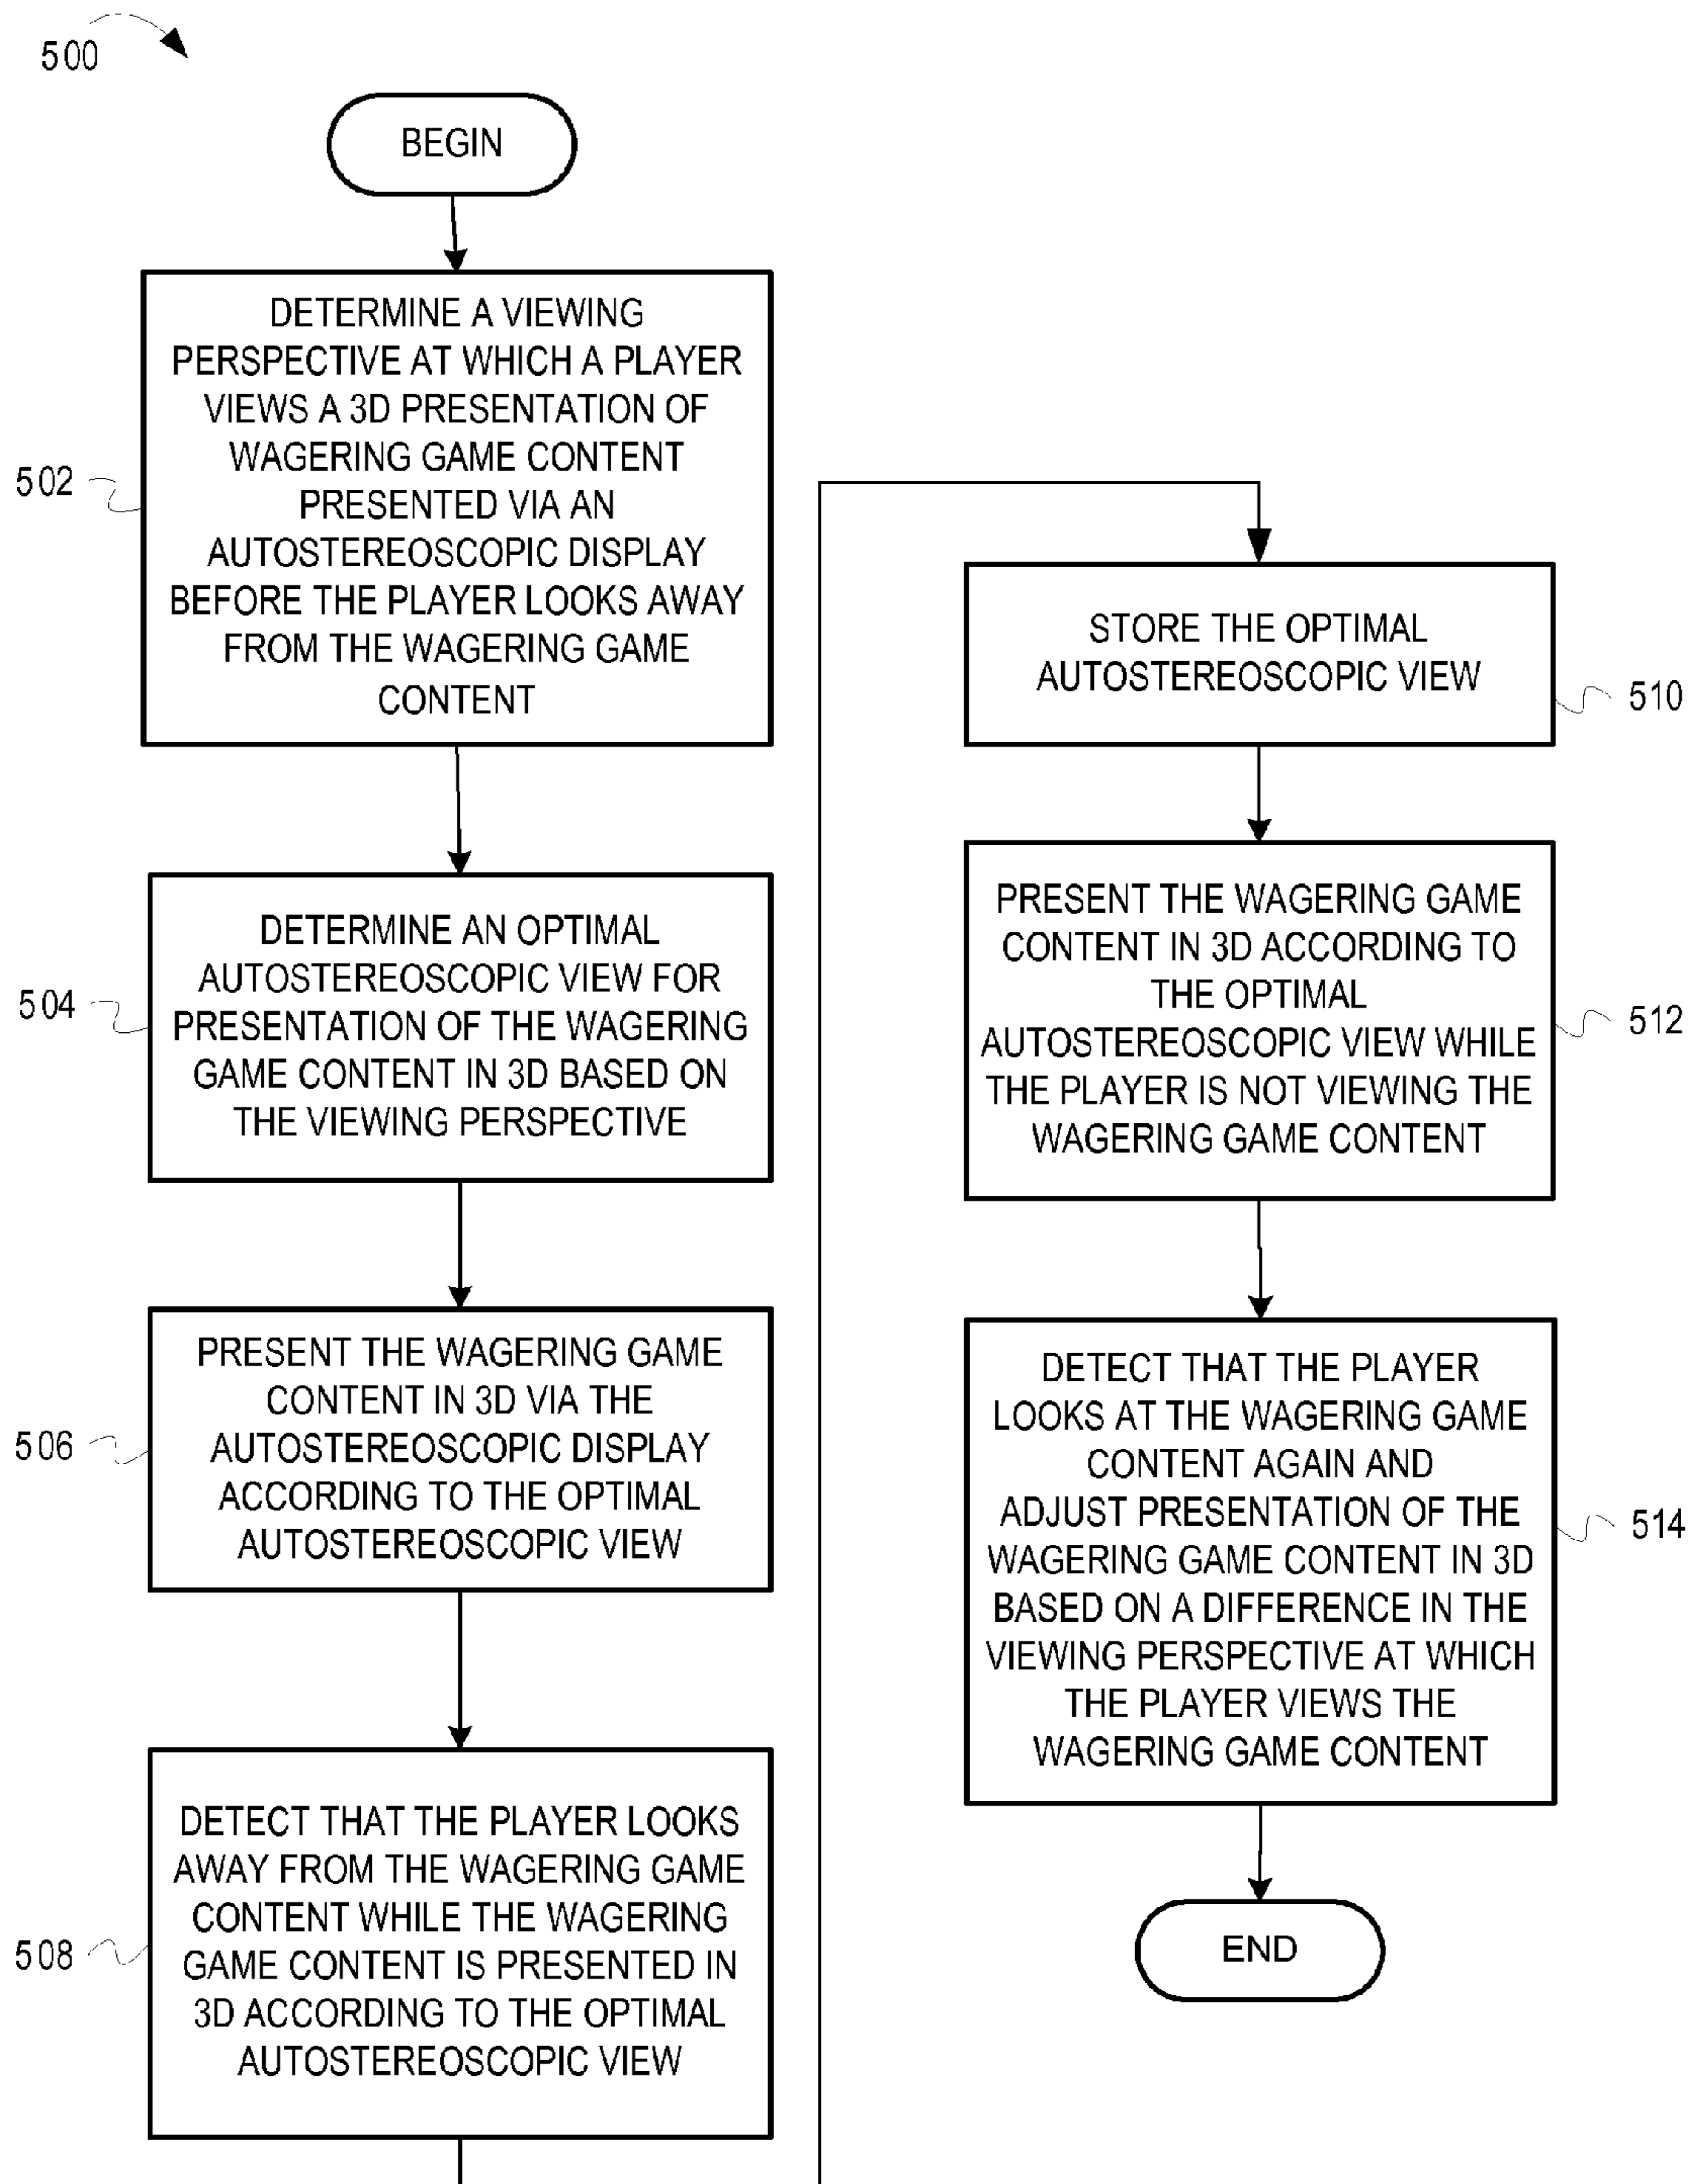 500
BEGIN
DETERMINE A VIEWING
PERSPECTIVE AT WHICH A PLAYER
VIEWS A 3D PRESENTATION OF
WAGERING GAME CONTENT
PRESENTED VIA AN
AUTOSTEREOSCOPIC DISPLAY
BEFORE THE PLAYER LOOKS AWAY
FROM THE WAGERING GAME
CONTENT
502
DETERMINE AN OPTIMAL
AUTOSTEREOSCOPIC VIEW FOR
PRESENTATION OF THE WAGERING
GAME CONTENT IN 3D BASED ON
THE VIEWING PERSPECTIVE
504
PRESENT THE WAGERING GAME
CONTENT IN 3D VIA THE
AUTOSTEREOSCOPIC DISPLAY
ACCORDING TO THE OPTIMAL
AUTOSTEREOSCOPIC VIEW
506
DETECT THAT THE PLAYER LOOKS
AWAY FROM THE WAGERING GAME
CONTENT WHILE THE WAGERING
GAME CONTENT IS PRESENTED IN
3D ACCORDING TO THE OPTIMAL
AUTOSTEREOSCOPIC VIEW
508
STORE THE OPTIMAL
AUTOSTEREOSCOPIC VIEW
510
PRESENT THE WAGERING GAME
CONTENT IN 3D ACCORDING TO
THE OPTIMAL
AUTOSTEREOSCOPIC VIEW WHILE
THE PLAYER IS NOT VIEWING THE
WAGERING GAME CONTENT
512
DETECT THAT THE PLAYER
LOOKS AT THE WAGERING GAME
CONTENT AGAIN AND
ADJUST PRESENTATION OF THE
WAGERING GAME CONTENT IN 3D
BASED ON A DIFFERENCE IN THE
VIEWING PERSPECTIVE AT WHICH
THE PLAYER VIEWS THE
WAGERING GAME CONTENT
514
END